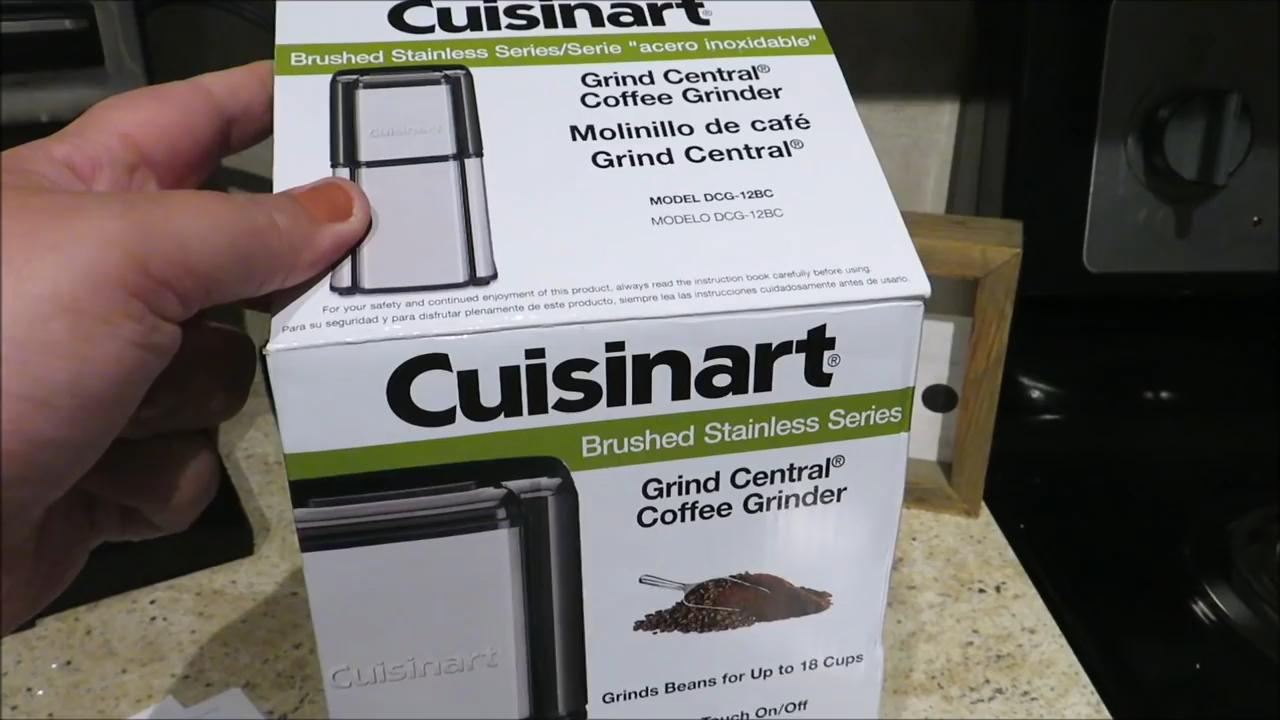 Cuisinart®
Brushed Stainless Series/Serie "acero inoxidable"
Grind Central®
Coffee Grinder
Molinillo de café
Grind Central®
Cuisinart
MODEL DCG-12BC
MODELO DCG-12BC
For your safety and continued enjoyment of this product, always read the instruction book carefully before using.
Para su seguridad y para disfrutar plenamente de este producto, siempre lea las instrucciones cuidadosamente antes de usarlo.
Cuisinart®
Brushed Stainless Series
Grind Central®
Coffee Grinder
Cuisinart
Grinds Beans for Up to 18 Cups
Touch On/Off